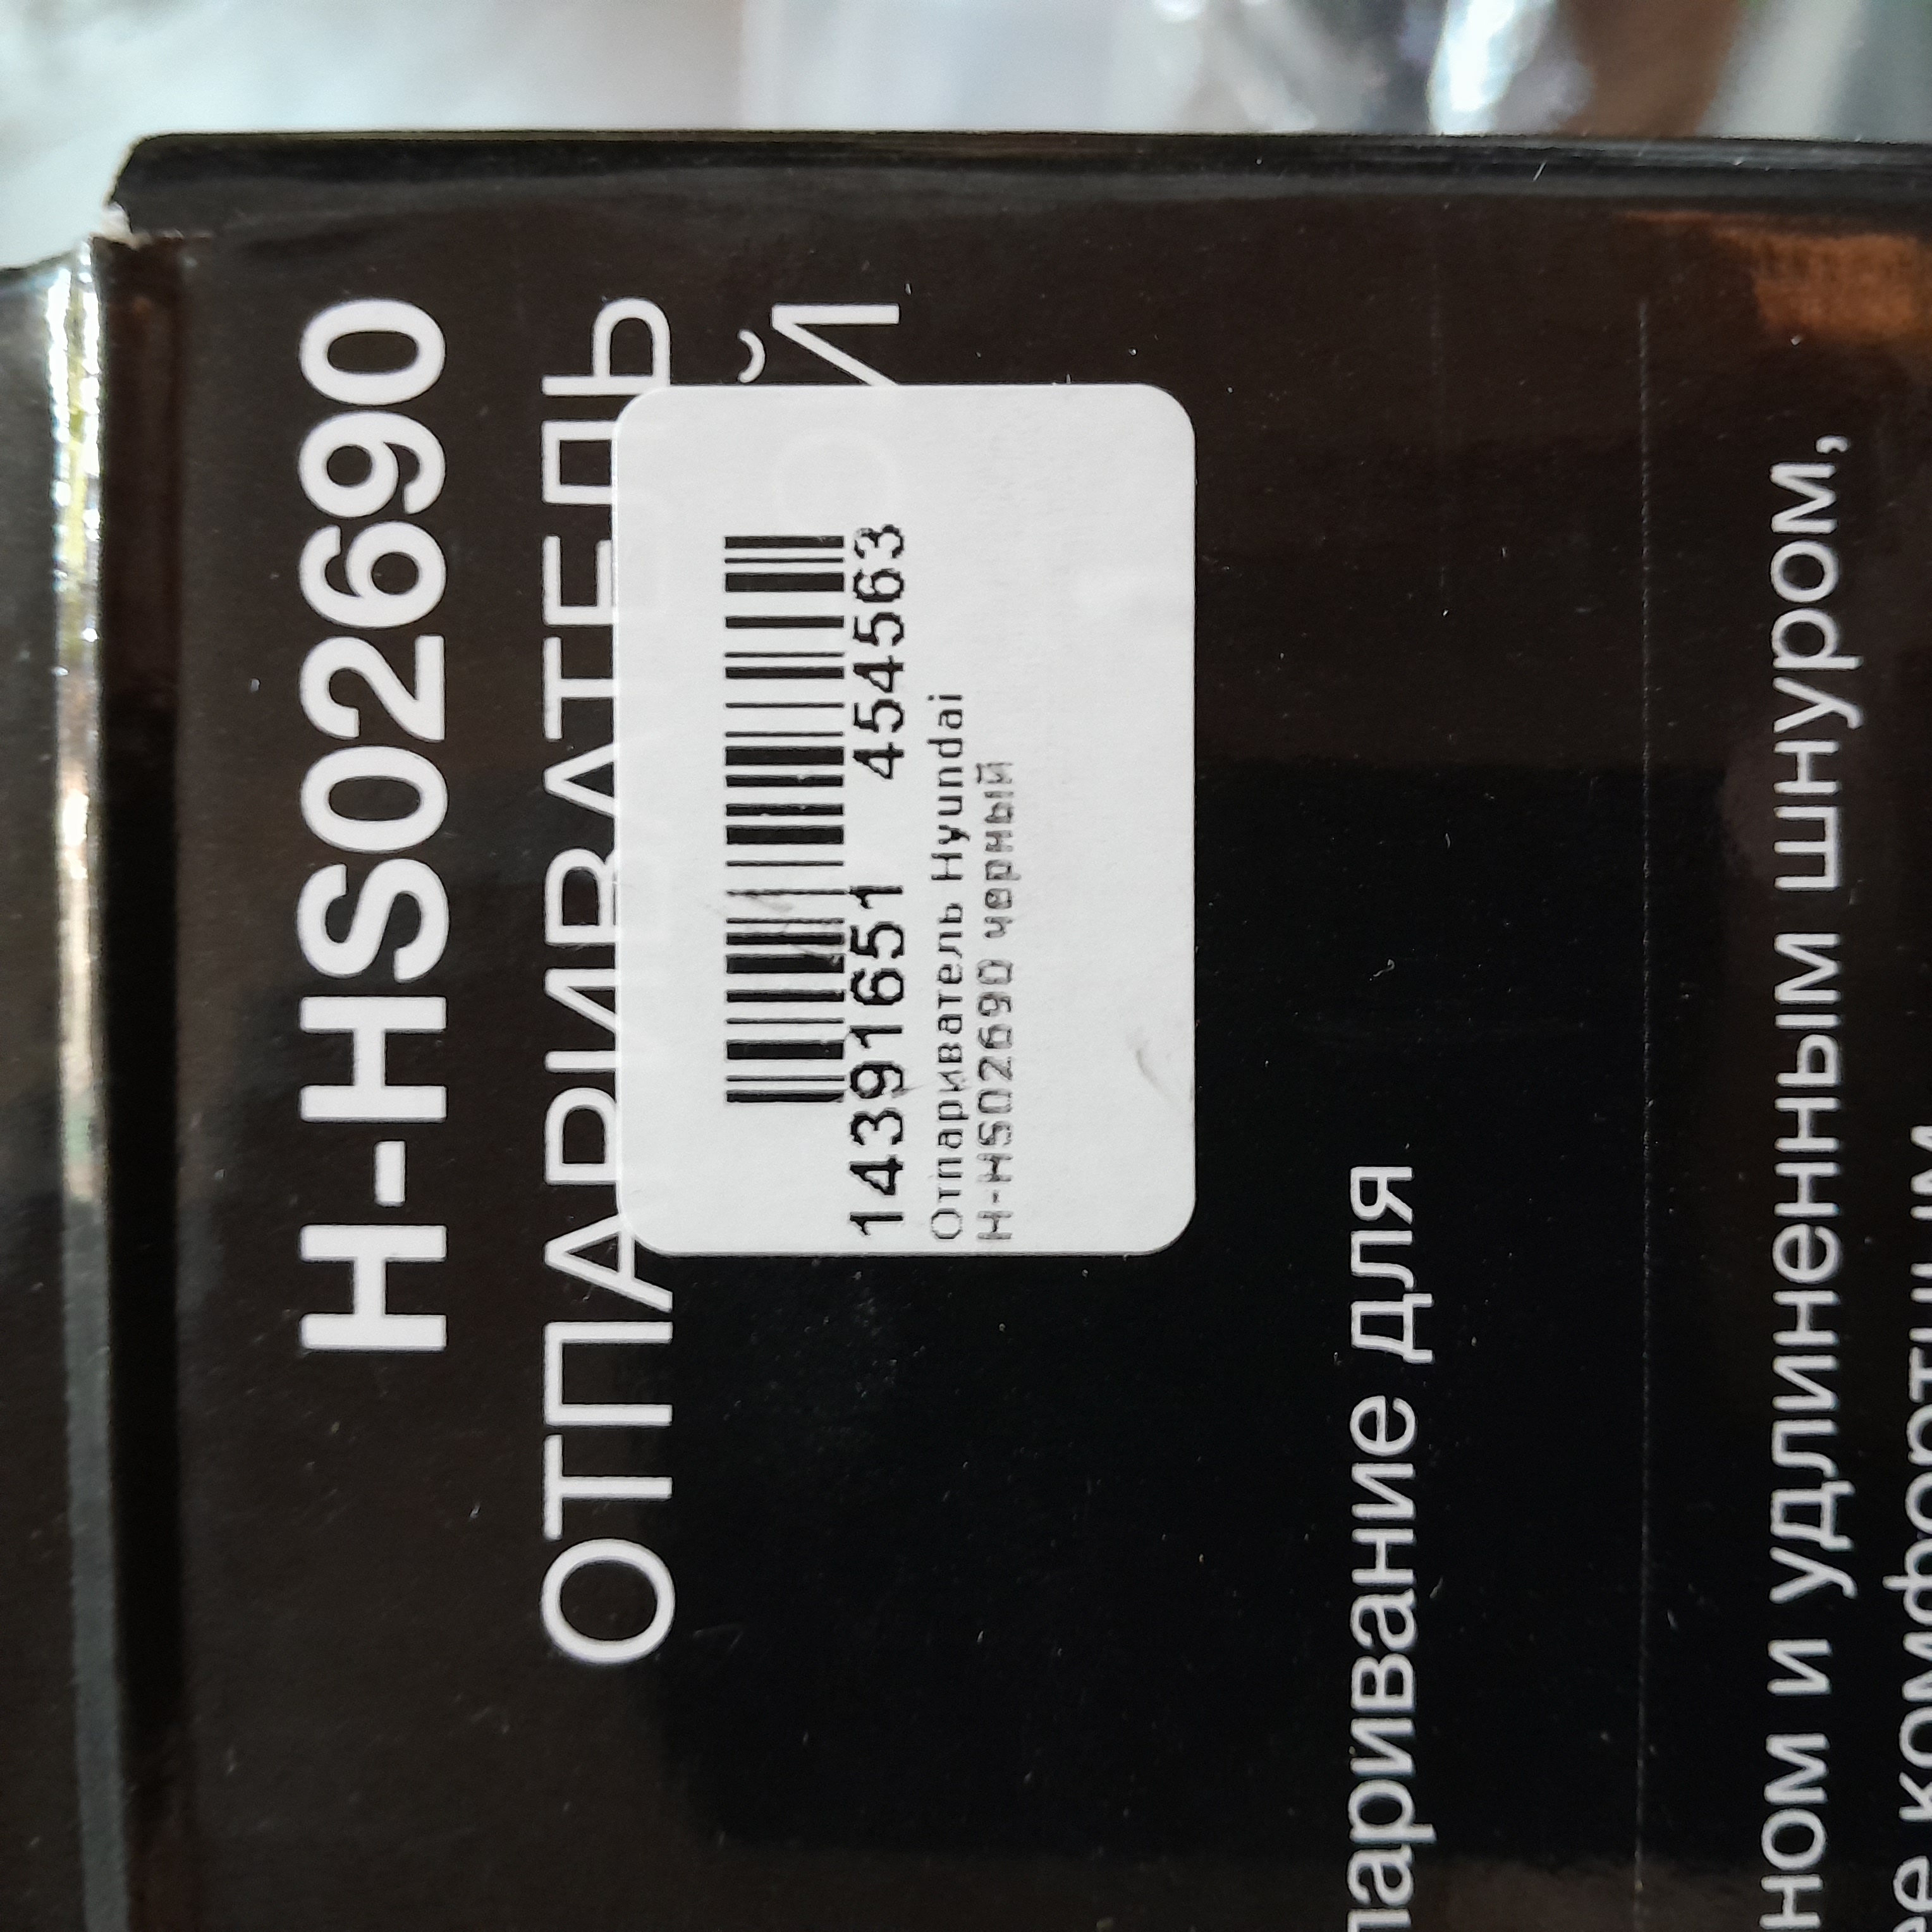 H-HS02690
ОТПАРИВАТЕЛЬ
14391651 454563
Отпариватель Hyundai
H-HS02690 черный
паривание для
ном и удлиненным шнуром,